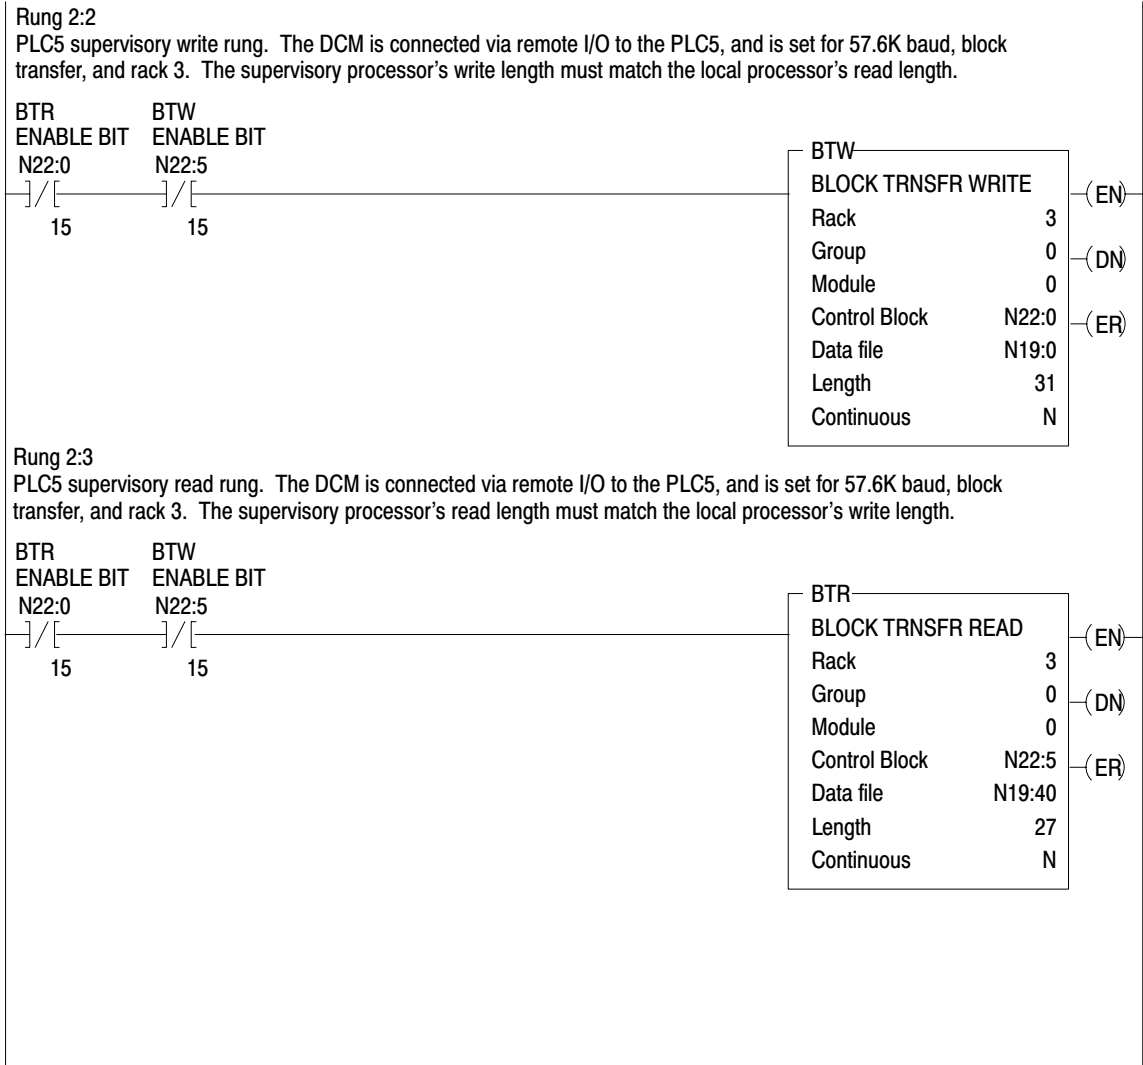 Rung 2:2
PLC5 supervisory write rung. The DCM is connected via remote I/O to the PLC5, and is set for 57.6K baud, block
transfer, and rack 3. The supervisory processor's write length must match the local processor's read length.
BTR BTW
ENABLE BIT ENABLE BIT
N22:0 N22:5
15 15
BTW
BLOCK TRNSFR WRITE
EN
Rack 3
Group 0
DN
Module 0
Control Block N22:0
ER
Data file N19:0
Length 31
Continuous N
Rung 2:3
PLC5 supervisory read rung. The DCM is connected via remote I/O to the PLC5, and is set for 57.6K baud, block
transfer, and rack 3. The supervisory processor's read length must match the local processor's write length.
BTR BTW
ENABLE BIT ENABLE BIT
N22:0 N22:5
15 15
BTR
BLOCK TRNSFR READ
EN
Rack 3
Group 0
DN
Module 0
Control Block N22:5
ER
Data file N19:40
Length 27
Continuous N